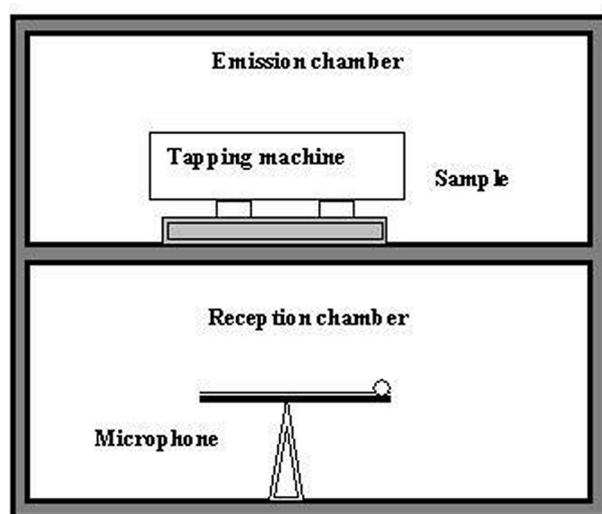 Emission chamber
Tapping machine
Sample
Reception chamber
Microphone